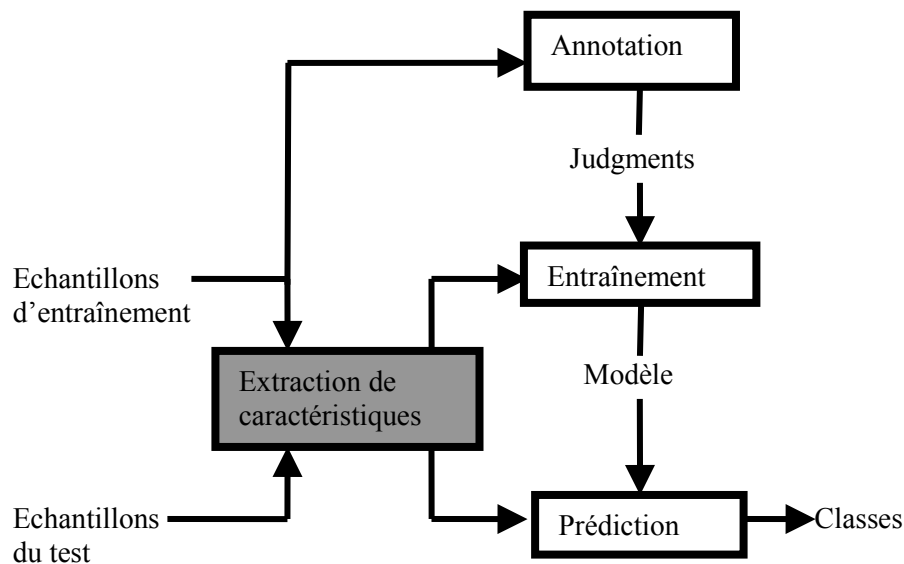 Annotation
Judgments
Echantillons
d’entraînement
Entraînement
Extraction de
caractéristiques
Modèle
Echantillons
du test
Prédiction
Classes